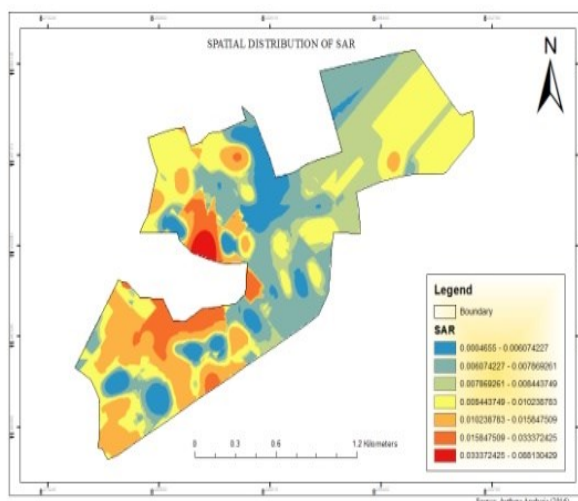 SPATIAL DISTRIBUTION OF SAR
N
Legend
Boundary
SAR
0.0004655 - 0.006074227
0.006074227 - 0.007869261
0.007869261 - 0.008443749
0.008443749 - 0.010238783
0.010238783 - 0.015847509
0.015847509 - 0.033372425
0.033372425 - 0.088130429
0 0.3 0.6 1.2 Kilometers